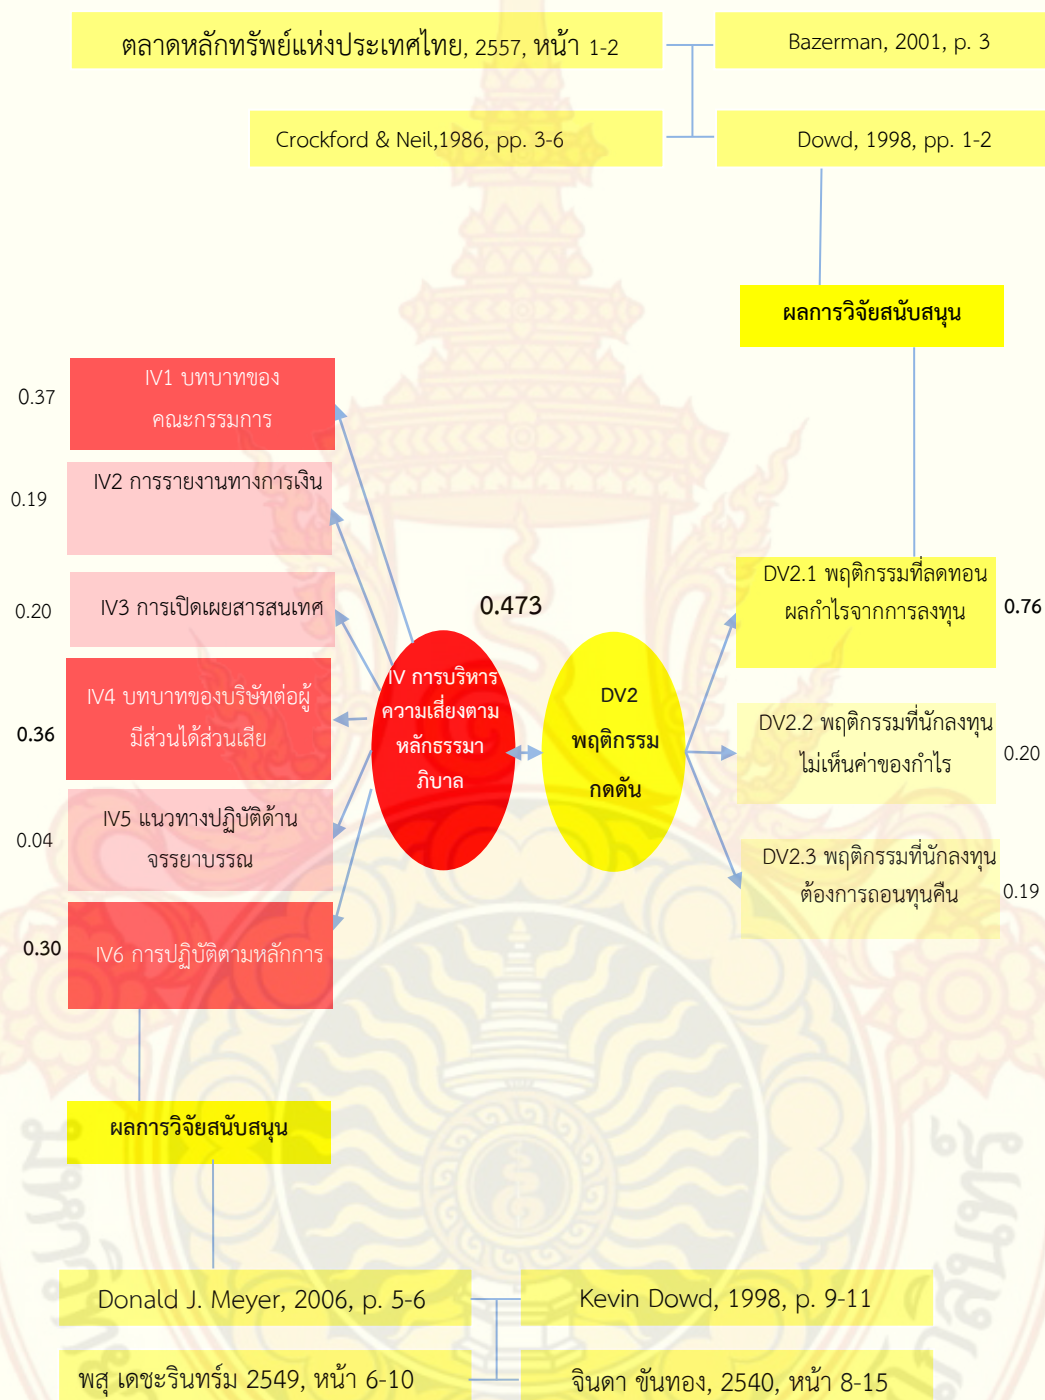 ตลาดหลักทรัพย์แห่งประเทศไทย, 2557, หน้า 1-2
Bazerman, 2001, p. 3
Crockford & Neil,1986, pp. 3-6
Dowd, 1998, pp. 1-2
ผลการวิจัยสนับสนุน
0.37
IV1 บทบาทของ
คณะกรรมการ
0.19
IV2 การรายงานทางการเงิน
0.20
IV3 การเปิดเผยสารสนเทศ
0.36
IV4 บทบาทของบริษัทต่อผู้
มีส่วนได้ส่วนเสีย
0.04
IV5 แนวทางปฏิบัติด้าน
จรรยาบรรณ
0.30
IV6 การปฏิบัติตามหลักการ
0.473
IV การบริหาร
ความเสี่ยงตาม
หลักธรรมา
ภิบาล
DV2
พฤติกรรม
กดดัน
DV2.1 พฤติกรรมที่ลดทอน
ผลกำไรจากการลงทุน
0.76
DV2.2 พฤติกรรมที่นักลงทุน
ไม่เห็นค่าของกำไร
0.20
DV2.3 พฤติกรรมที่นักลงทุน
ต้องการถอนทุนคืน
0.19
ผลการวิจัยสนับสนุน
Donald J. Meyer, 2006, p. 5-6
Kevin Dowd, 1998, p. 9-11
พสุ เดชะรินทร์ม 2549, หน้า 6-10
จินดา ขันทอง, 2540, หน้า 8-15